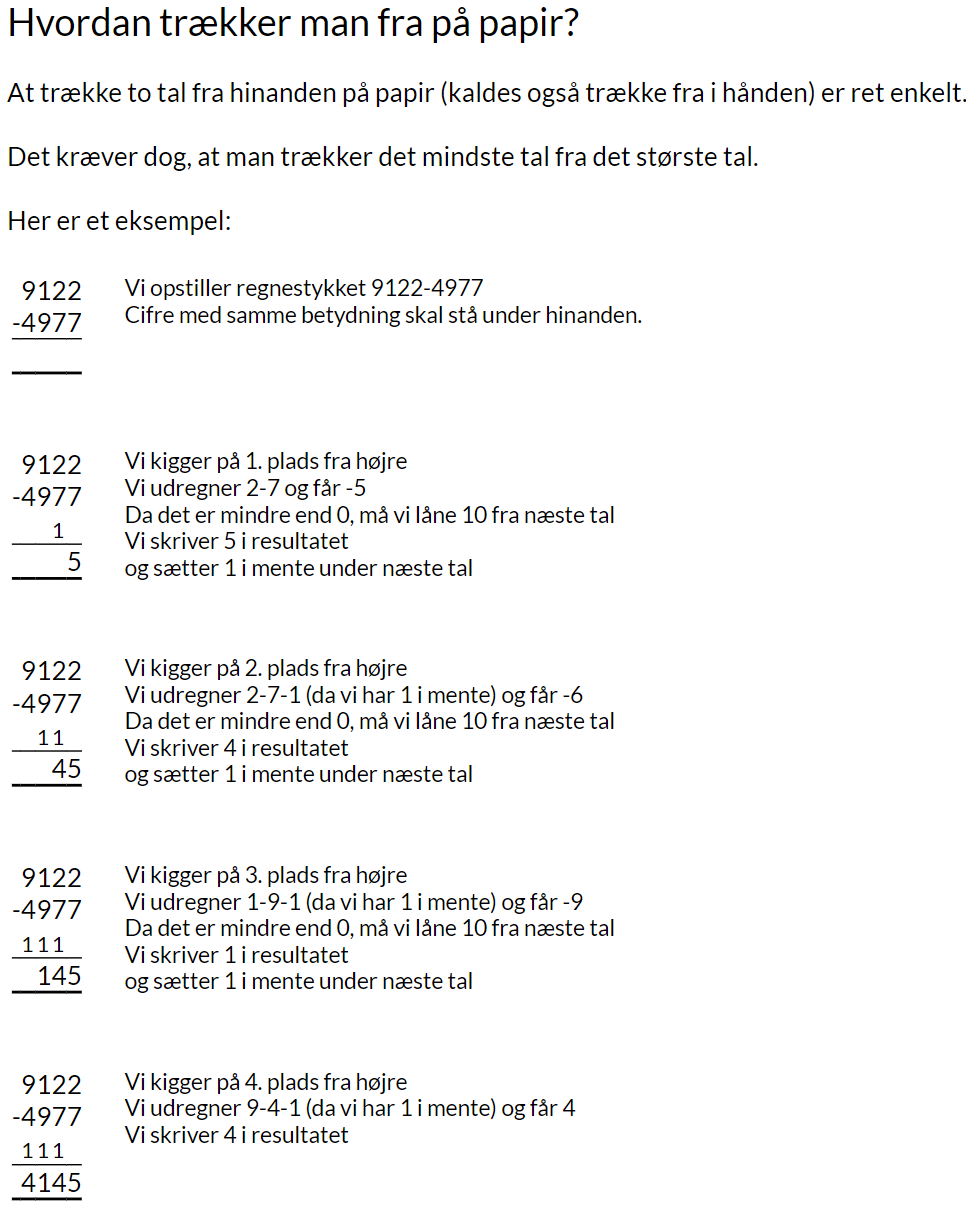 Hvordan trækker man fra på papir?
At trække to tal fra hinanden på papir (kaldes også trække fra i hånden) er ret enkelt.
Det kræver dog, at man trækker det mindste tal fra det største tal.
Her er et eksempel:
9122 Vi opstiller regnestykket 9122-4977
-4977 Cifre med samme betydning skal stå under hinanden.
9122 Vi kigger på 1. plads fra højre
-4977 Vi udregner 2-7 og får -5
Da det er mindre end 0, må vi låne 10 fra næste tal
1 Vi skriver 5 i resultatet
5 og sætter 1 i mente under næste tal
9122 Vi kigger på 2. plads fra højre
-4977 Vi udregner 2-7-1 (da vi har 1 i mente) og får -6
Da det er mindre end 0, må vi låne 10 fra næste tal
11 Vi skriver 4 i resultatet
45 og sætter 1 i mente under næste tal
9122 Vi kigger på 3. plads fra højre
-4977 Vi udregner 1-9-1 (da vi har 1 i mente) og får -9
Da det er mindre end 0, må vi låne 10 fra næste tal
111 Vi skriver 1 i resultatet
145 og sætter 1 i mente under næste tal
9122 Vi kigger på 4. plads fra højre
-4977 Vi udregner 9-4-1 (da vi har 1 i mente) og får 4
111 Vi skriver 4 i resultatet
4145